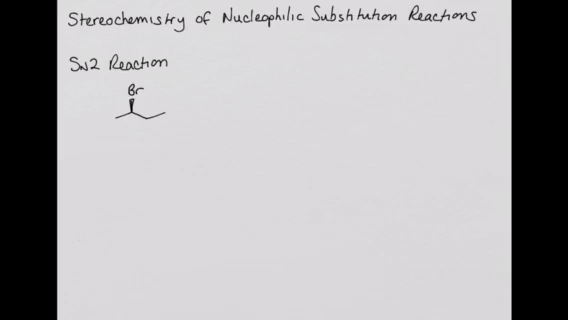 Stereochemistry of Nucleophilic Substitution Reactions
SN2 Reaction
Br